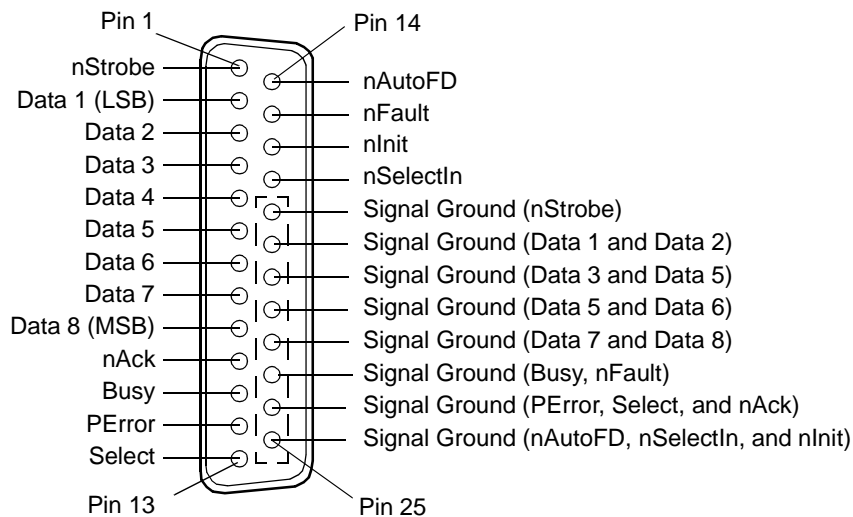 Pin 1
Pin 14
nStrobe
Data 1 (LSB)
Data 2
Data 3
Data 4
Data 5
Data 6
Data 7
Data 8 (MSB)
nAck
Busy
PError
Select
Pin 13
nAutoFD
nFault
nInit
nSelectIn
Signal Ground (nStrobe)
Signal Ground (Data 1 and Data 2)
Signal Ground (Data 3 and Data 5)
Signal Ground (Data 5 and Data 6)
Signal Ground (Data 7 and Data 8)
Signal Ground (Busy, nFault)
Signal Ground (PError, Select, and nAck)
Signal Ground (nAutoFD, nSelectIn, and nInit)
Pin 25